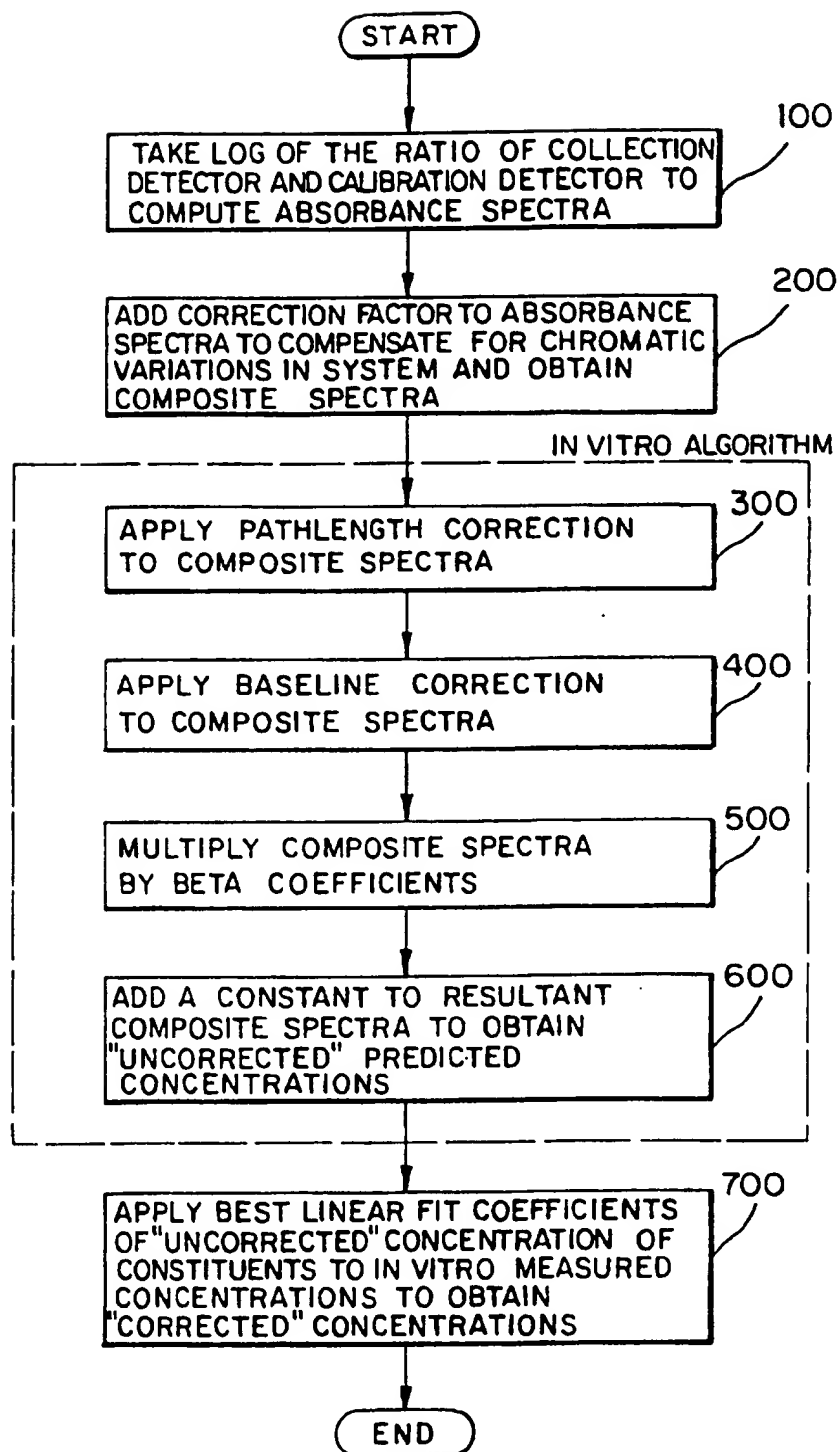 START
100
TAKE LOG OF THE RATIO OF COLLECTION
DETECTOR AND CALIBRATION DETECTOR TO
COMPUTE ABSORBANCE SPECTRA
200
ADD CORRECTION FACTOR TO ABSORBANCE
SPECTRA TO COMPENSATE FOR CHROMATIC
VARIATIONS IN SYSTEM AND OBTAIN
COMPOSITE SPECTRA
IN VITRO ALGORITHM
300
APPLY PATHLENGTH CORRECTION
TO COMPOSITE SPECTRA
400
APPLY BASELINE CORRECTION
TO COMPOSITE SPECTRA
500
MULTIPLY COMPOSITE SPECTRA
BY BETA COEFFICIENTS
600
ADD A CONSTANT TO RESULTANT
COMPOSITE SPECTRA TO OBTAIN
"UNCORRECTED" PREDICTED
CONCENTRATIONS
700
APPLY BEST LINEAR FIT COEFFICIENTS
OF "UNCORRECTED" CONCENTRATION OF
CONSTITUENTS TO IN VITRO MEASURED
CONCENTRATIONS TO OBTAIN
"CORRECTED" CONCENTRATIONS
END